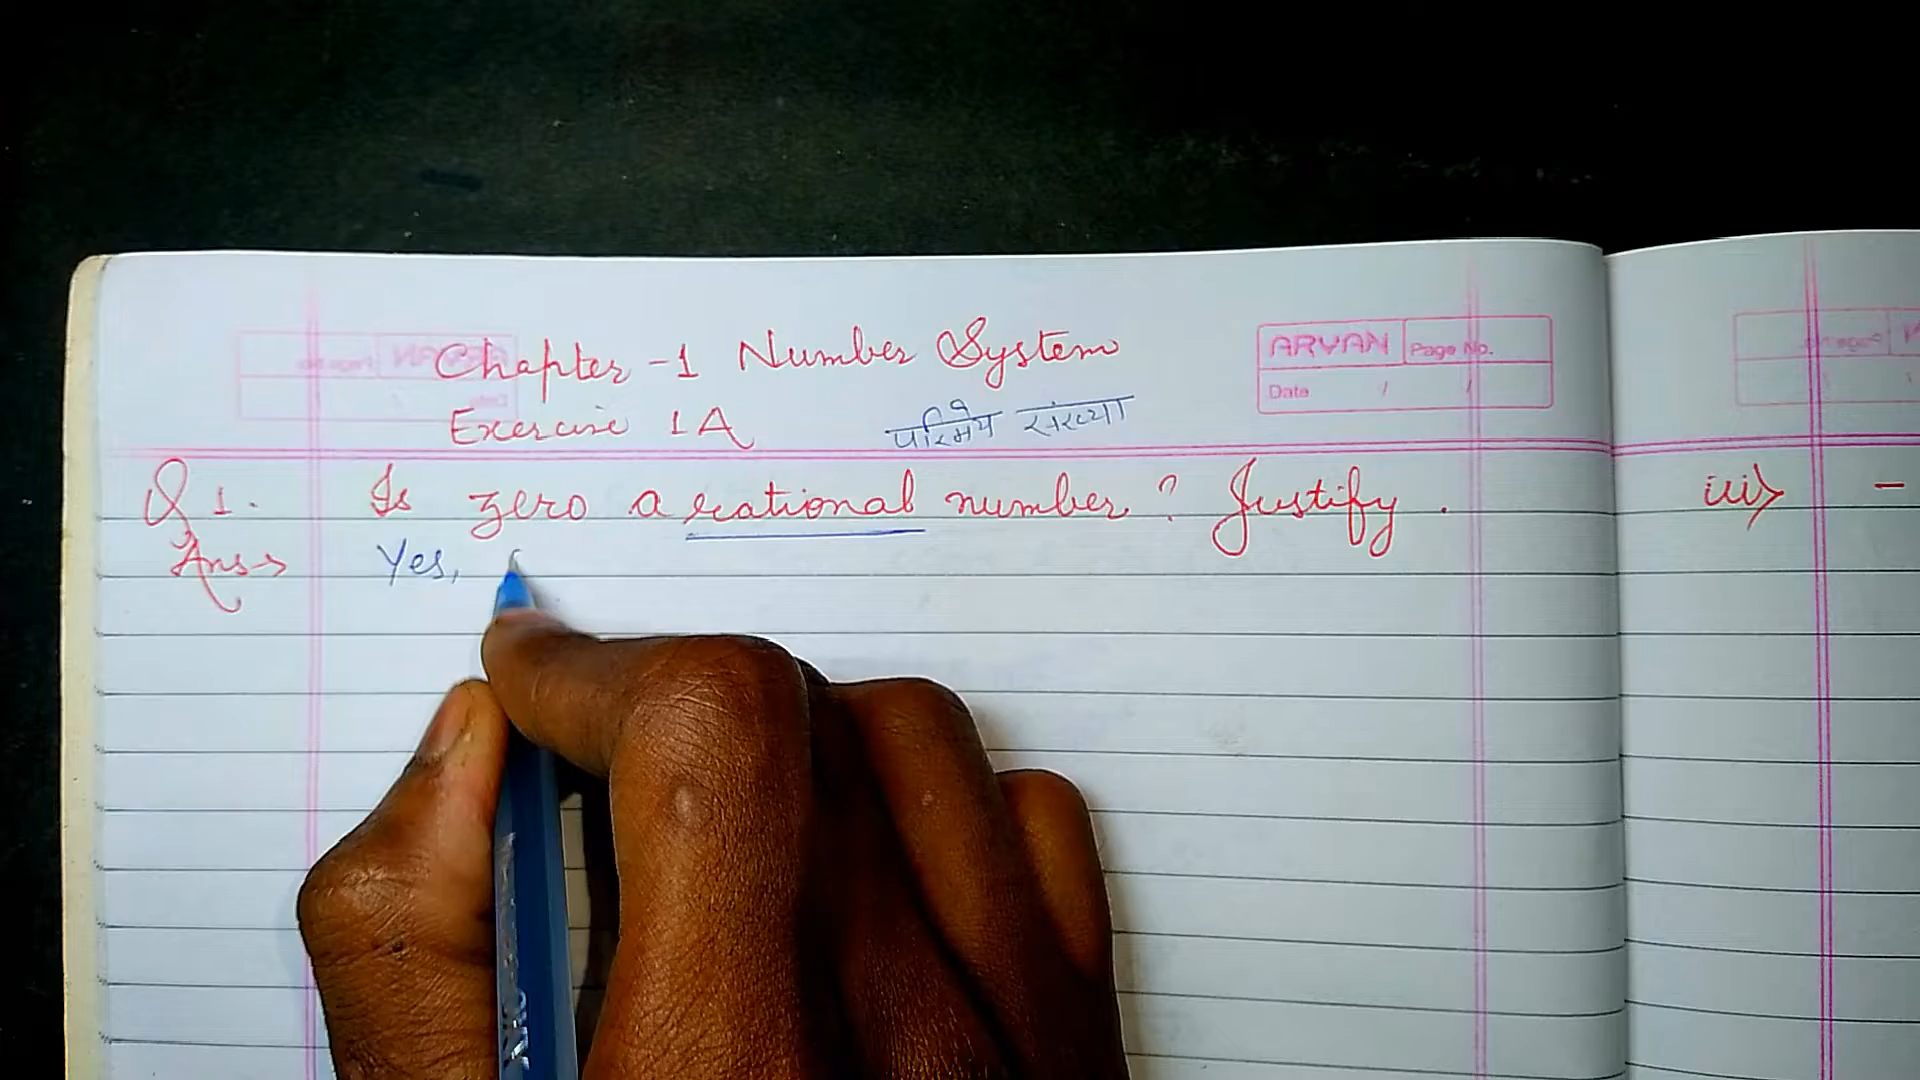 Chapter - 1 Number System
ARYAN Page No.
Date / /
Exercise 1A परिमेय संख्या
Q1. Is zero a rational number? Justify.
iii> -
Ans→ Yes,